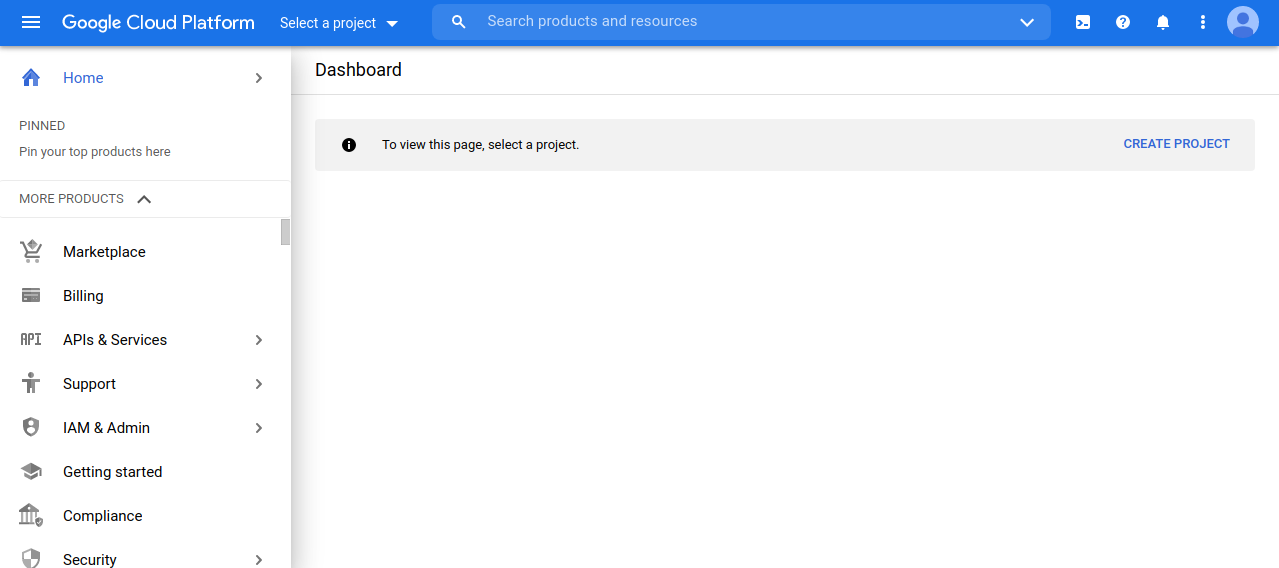 Google Cloud Platform
Select a project
Search products and resources
Home
PINNED
Pin your top products here
MORE PRODUCTS
Marketplace
Billing
API
APIs & Services
Support
IAM & Admin
Getting started
Compliance
Security
Dashboard
To view this page, select a project.
CREATE PROJECT